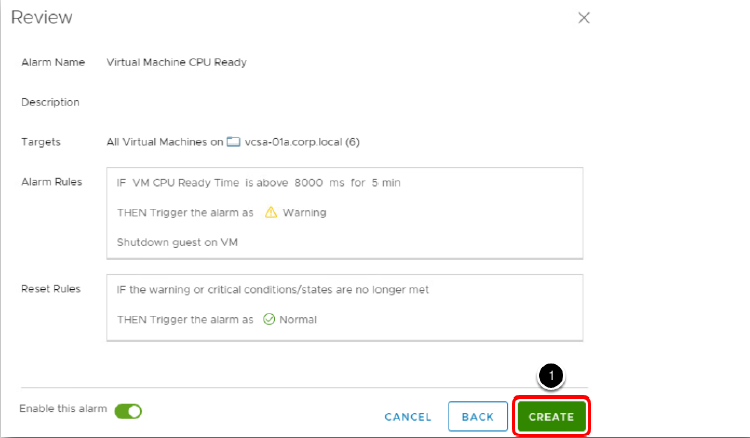 Review
Alarm Name Virtual Machine CPU Ready
Description
Targets All Virtual Machines on vcsa-01a.corp.local (6)
Alarm Rules IF VM CPU Ready Time is above 8000 ms for 5 min
THEN Trigger the alarm as Warning
Shutdown guest on VM
Reset Rules IF the warning or critical conditions/states are no longer met
THEN Trigger the alarm as Normal
1
Enable this alarm CANCEL BACK CREATE